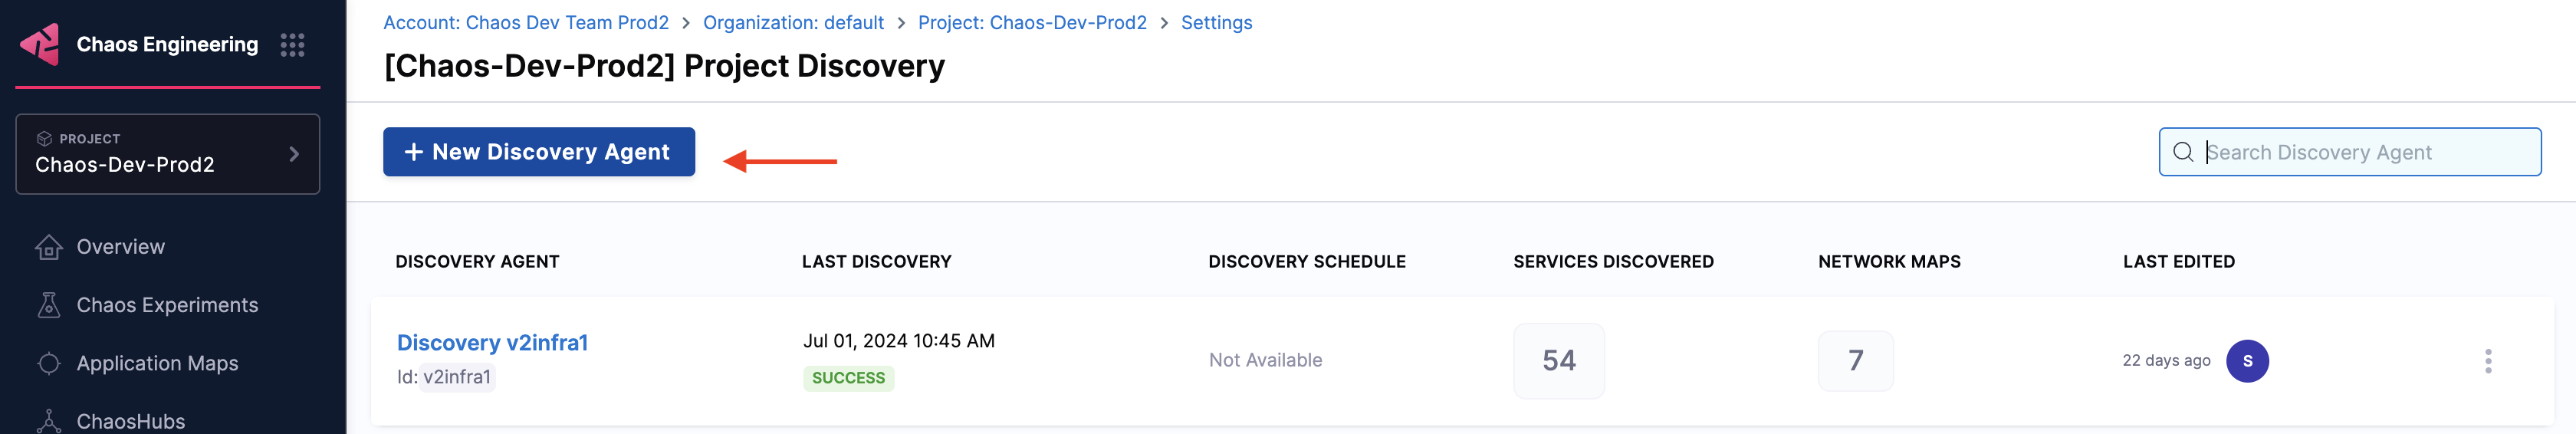 Chaos Engineering
PROJECT
Chaos-Dev-Prod2
Overview
Chaos Experiments
Application Maps
ChaosHubs
Account: Chaos Dev Team Prod2 > Organization: default > Project: Chaos-Dev-Prod2 > Settings
[Chaos-Dev-Prod2] Project Discovery
+ New Discovery Agent
Search Discovery Agent
DISCOVERY AGENT LAST DISCOVERY DISCOVERY SCHEDULE SERVICES DISCOVERED NETWORK MAPS LAST EDITED
Discovery v2infra1
Id: v2infra1
Jul 01, 2024 10:45 AM
SUCCESS
Not Available
54
7
22 days ago S